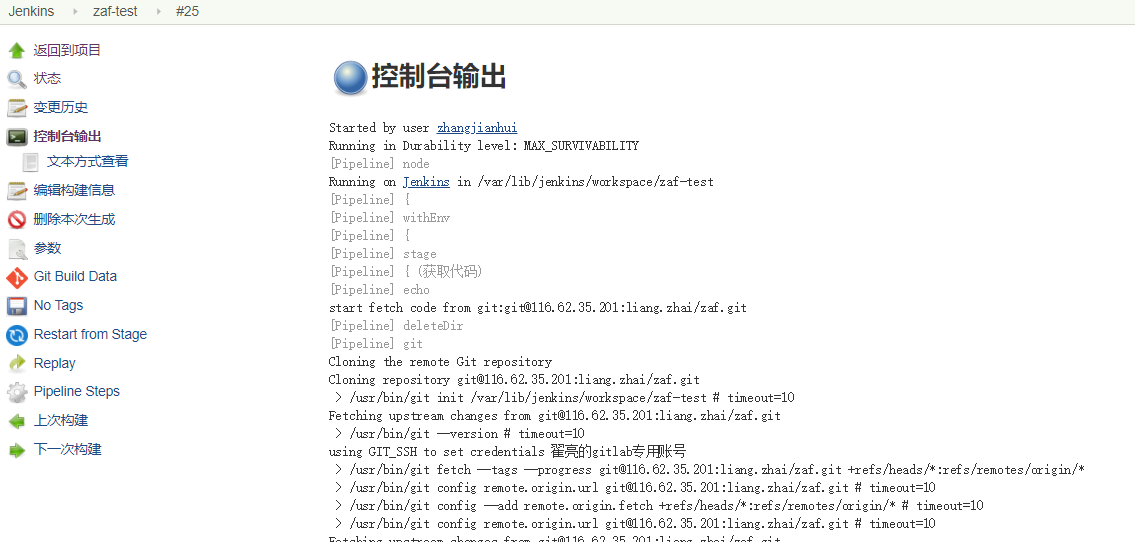 Jenkins zaf-test #25
返回到项目
状态
变更历史
控制台输出
文本方式查看
编辑构建信息
删除本次生成
参数
Git Build Data
No Tags
Restart from Stage
Replay
Pipeline Steps
上次构建
下一次构建
控制台输出
Started by user zhangjianhui
Running in Durability level: MAX_SURVIVABILITY
[Pipeline] node
Running on Jenkins in /var/lib/jenkins/workspace/zaf-test
[Pipeline] {
[Pipeline] withEnv
[Pipeline] {
[Pipeline] stage
[Pipeline] { (获取代码)
[Pipeline] echo
start fetch code from git:git@116.62.35.201:liang.zhai/zaf.git
[Pipeline] deleteDir
[Pipeline] git
Cloning the remote Git repository
Cloning repository git@116.62.35.201:liang.zhai/zaf.git
> /usr/bin/git init /var/lib/jenkins/workspace/zaf-test # timeout=10
Fetching upstream changes from git@116.62.35.201:liang.zhai/zaf.git
> /usr/bin/git --version # timeout=10
using GIT_SSH to set credentials 翟亮的gitlab专用账号
> /usr/bin/git fetch --tags --progress git@116.62.35.201:liang.zhai/zaf.git +refs/heads/*:refs/remotes/origin/*
> /usr/bin/git config remote.origin.url git@116.62.35.201:liang.zhai/zaf.git # timeout=10
> /usr/bin/git config --add remote.origin.fetch +refs/heads/*:refs/remotes/origin/* # timeout=10
> /usr/bin/git config remote.origin.url git@116.62.35.201:liang.zhai/zaf.git # timeout=10
Fetching upstream changes from git@116.62.35.201:liang.zhai/zaf.git